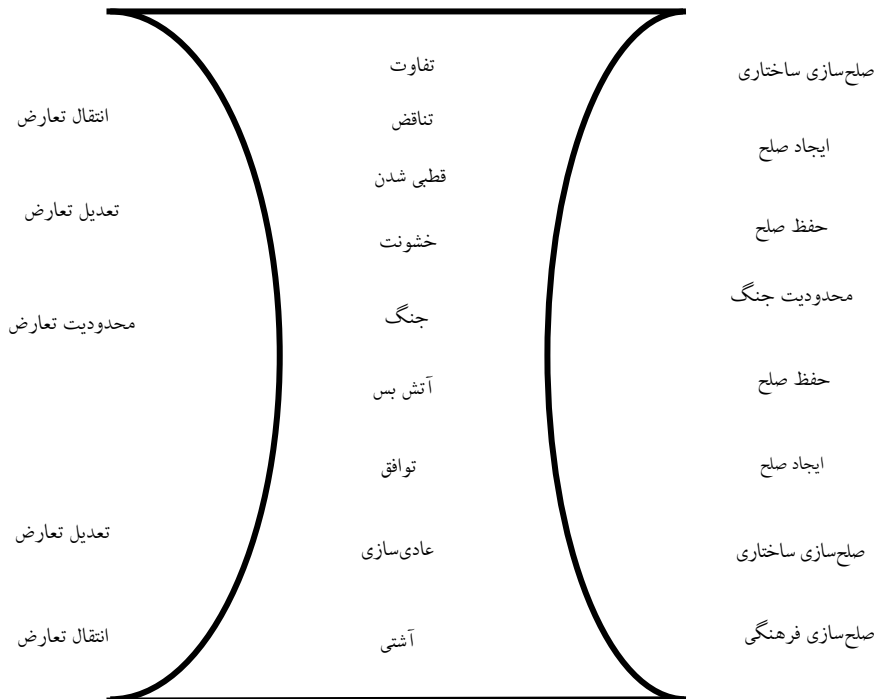 صلح‌سازی ساختاری
ایجاد صلح
حفظ صلح
محدودیت جنگ
حفظ صلح
ایجاد صلح
صلح‌سازی ساختاری
صلح‌سازی فرهنگی
تفاوت
تناقض
قطبی شدن
خشونت
جنگ
آتش بس
توافق
عادی‌سازی
آشتی
انتقال تعارض
تعدیل تعارض
محدودیت تعارض
تعدیل تعارض
انتقال تعارض